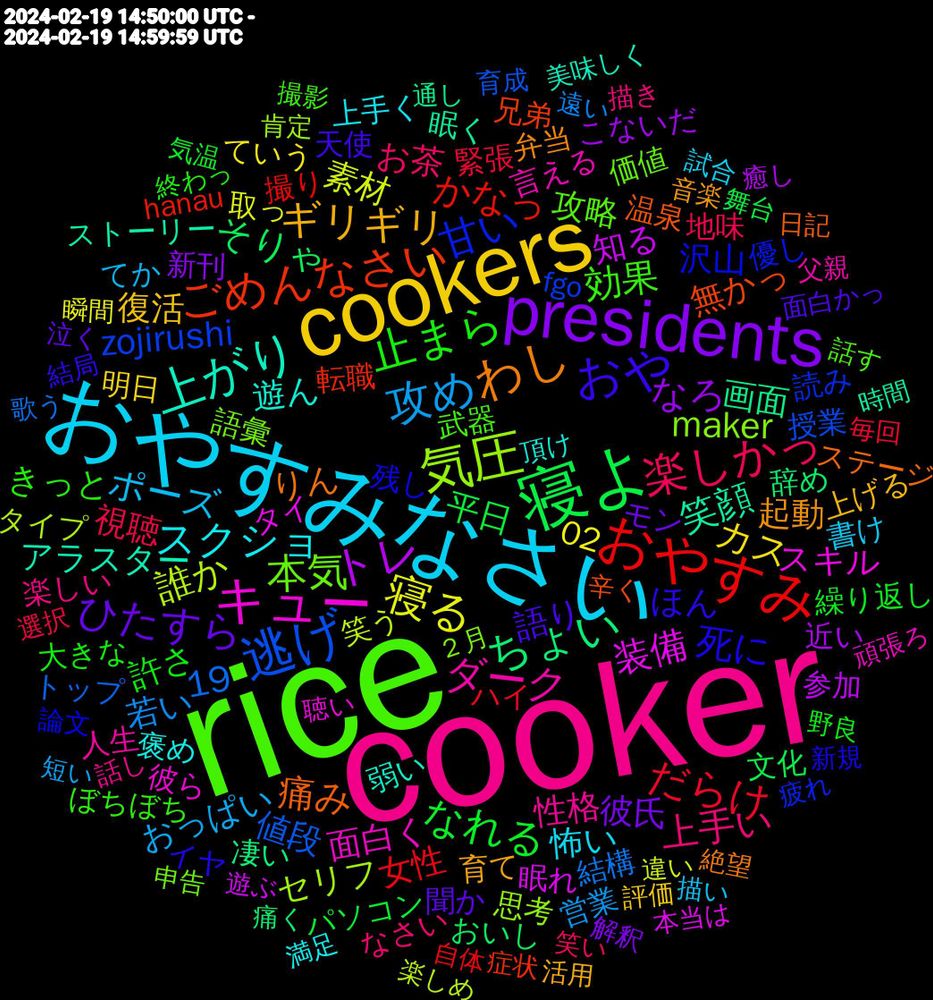 2024-02-19 14:50:00 UTC -
2024-02-19 14:59:59 UTC
美味しく
撮影
通し
育成
遠い
描き
肯定
兄弟
上手く
眠く
こないだ
気温
ていう
天使
弁当
お茶
緊張
言える
価値
試合
癒し
終わっ
hanau
撮り
かなっ
素材
取っ
ギリギリ
甘い
攻略
音楽
舞台
ストーリー
そり
や
知る
地味
温泉
日記
新刊
てか
ごめんなさい
fgo
沢山
優し
父親
瞬間
復活
zojirushi
効果
無かっ
面白かっ
泣く
上がり
cookers
止まら
結局
明日
遊ん
転職
攻め
わし
おや
なろ
画面
読み
話す
歌う
気圧
presidents
maker
授業
時間
語彙
武器
頂け
毎回
おやすみなさい
寝よ
楽しかっ
笑顔
辞め
残し
ステージ
きっと
ポーズ
りん
タイ
平日
起動
上げる
タイプ
スクショ
視聴
モン
アラスター
誰か
本気
トレ
02
カス
書け
楽しい
キュー
寝る
おやすみ
スキル
辛く
選択
ひたすら
語り
ほん
繰り返し
笑う
rice
逃げ
ちょい
装備
近い
2月
大きな
許さ
19
ダーク
死に
参加
頑張ろ
トップ
若い
聴い
ハイ
論文
褒め
cooker
野良
人生
弱い
文化
新規
短い
話し
彼ら
痛み
だらけ
疲れ
ぼちぼち
おっぱい
値段
性格
彼氏
なれる
上手い
面白く
女性
怖い
イヤ
凄い
セリフ
結構
育て
絶望
申告
遊ぶ
聞か
眠れ
思考
営業
違い
評価
描い
痛く
パソコン
おいし
解釈
本当は
満足
なさい
笑い
自体
症状
活用
楽しめ